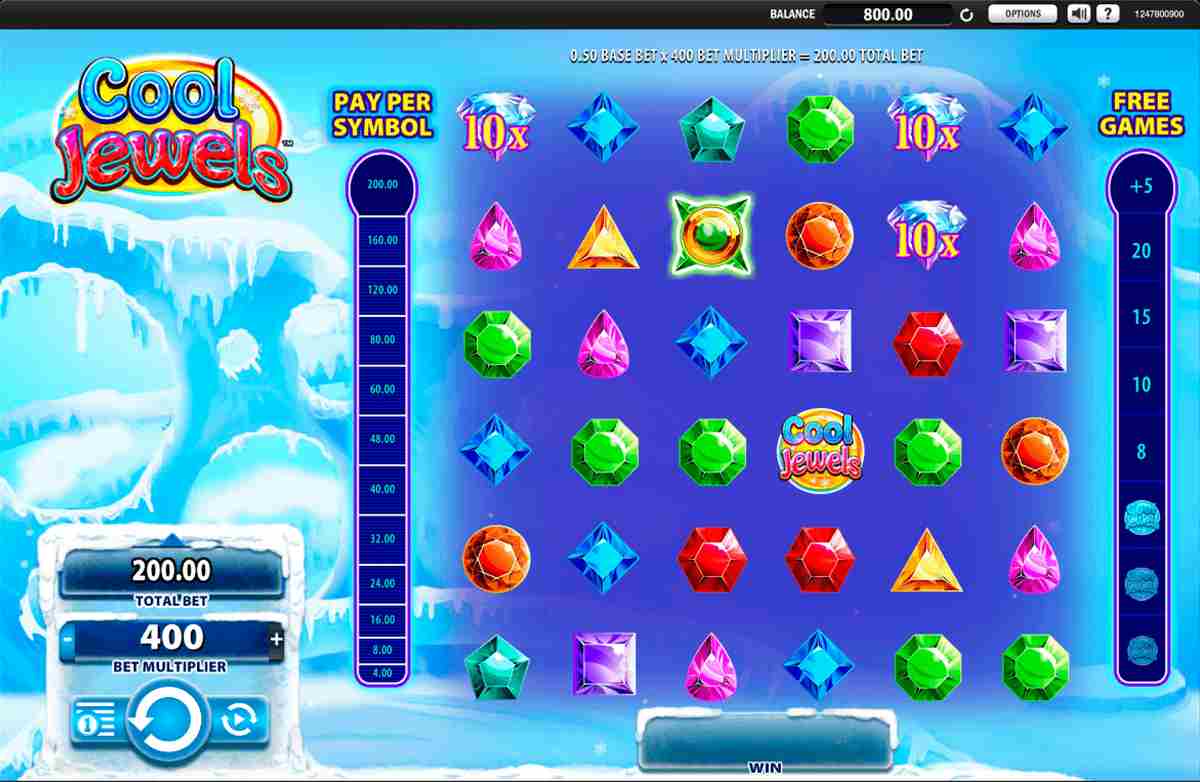 BALANCE 800.00 OPTIONS ? 1247800900
0.50 BASE BET x 400 BET MULTIPLIER = 200.00 TOTAL BET
Cool
Jewels™
PAY PER
SYMBOL
200.00
160.00
120.00
80.00
60.00
48.00
40.00
32.00
24.00
16.00
8.00
4.00
10x
10x
10x
Cool
Jewels
FREE
GAMES
+5
20
15
10
8
200.00
TOTAL BET
- 400 +
BET MULTIPLIER
1
WIN